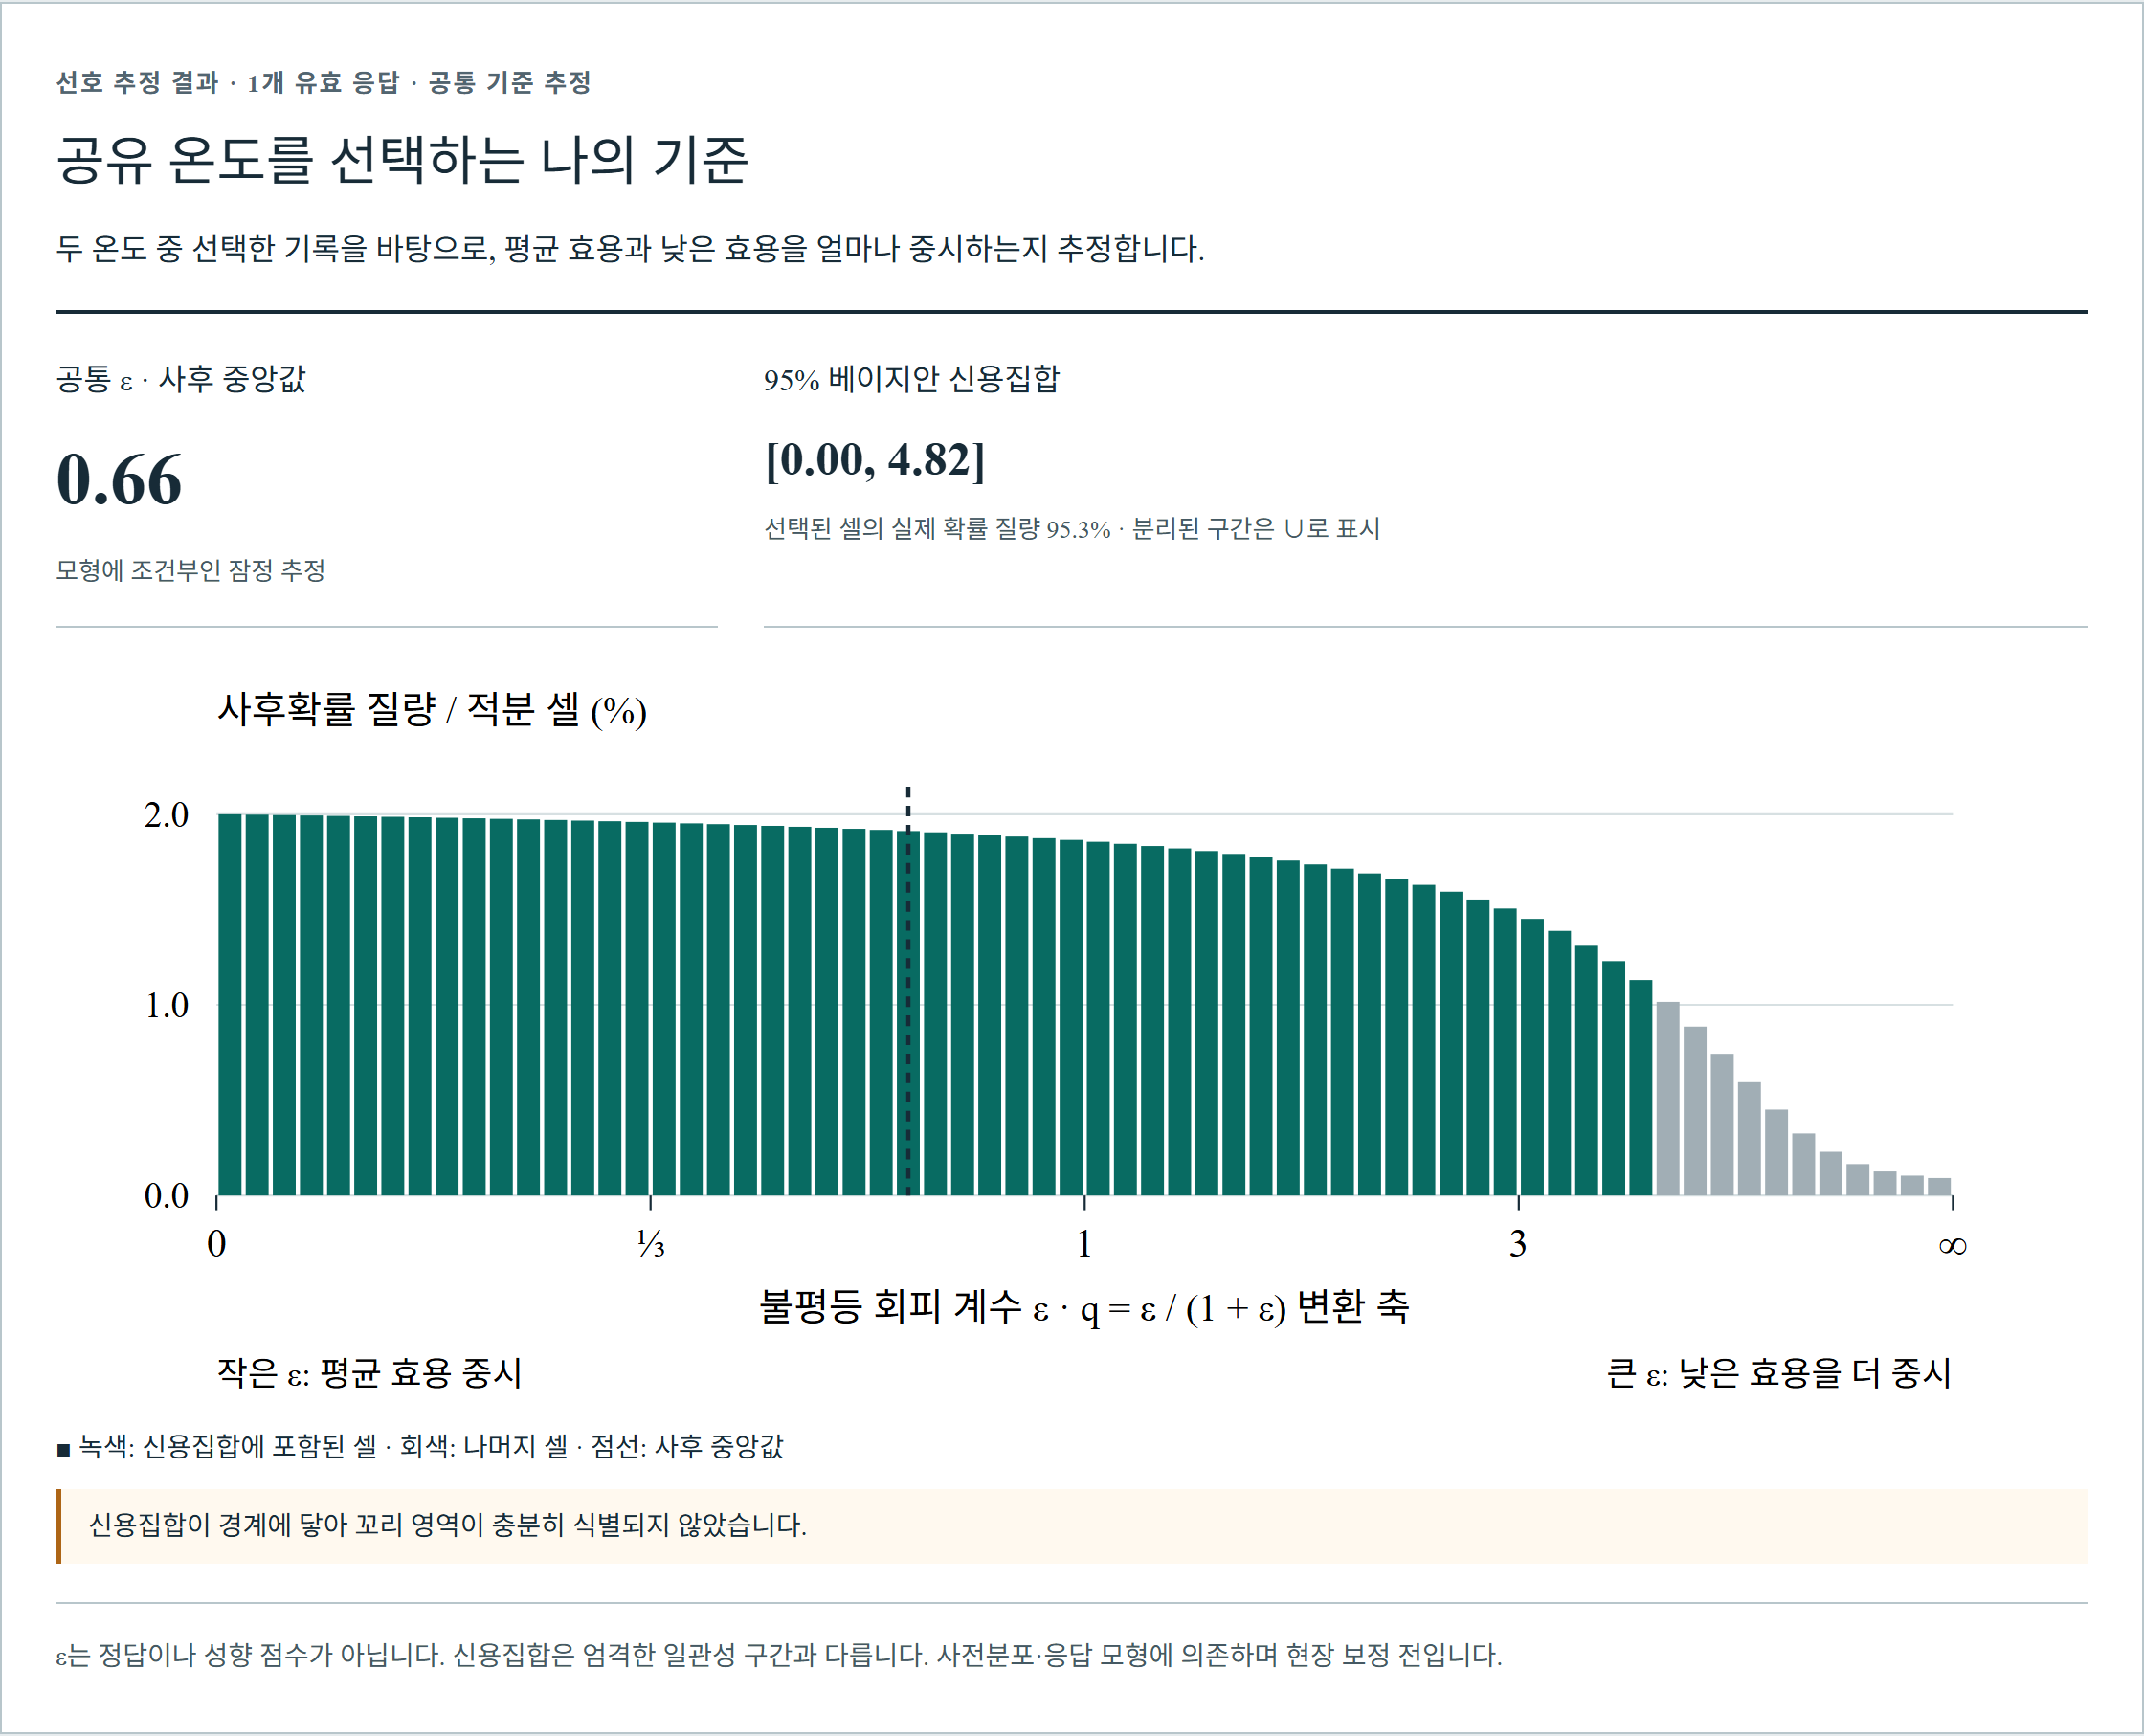 선호 추정 결과 · 1개 유효 응답 · 공통 기준 추정
공유 온도를 선택하는 나의 기준
두 온도 중 선택한 기록을 바탕으로, 평균 효용과 낮은 효용을 얼마나 중시하는지 추정합니다.
공통 ε · 사후 중앙값
0.66
모형에 조건부인 잠정 추정
95% 베이지안 신용집합
[0.00, 4.82]
선택된 셀의 실제 확률 질량 95.3% · 분리된 구간은 ∪로 표시
사후확률 질량 / 적분 셀 (%)
2.0
1.0
0.0
0 ⅓ 1 3 ∞
불평등 회피 계수 ε · q = ε / (1 + ε) 변환 축
작은 ε: 평균 효용 중시 큰 ε: 낮은 효용을 더 중시
■ 녹색: 신용집합에 포함된 셀 · 회색: 나머지 셀 · 점선: 사후 중앙값
신용집합이 경계에 닿아 꼬리 영역이 충분히 식별되지 않았습니다.
ε는 정답이나 성향 점수가 아닙니다. 신용집합은 엄격한 일관성 구간과 다릅니다. 사전분포·응답 모형에 의존하며 현장 보정 전입니다.